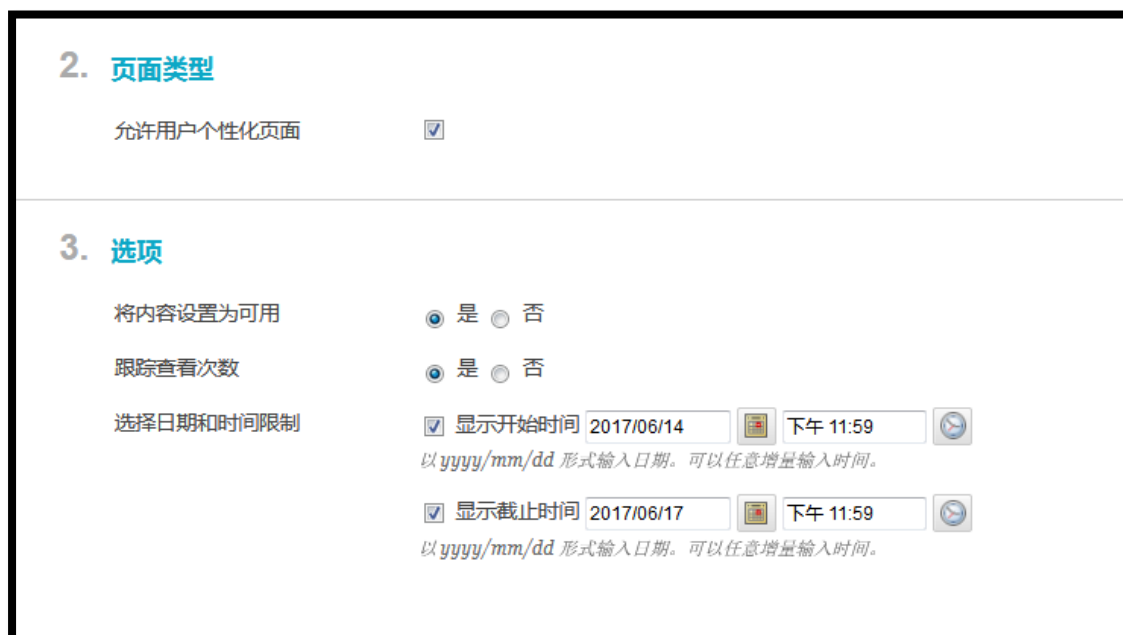 2. 页面类型
允许用户个性化页面
3. 选项
将内容设置为可用 是 否
跟踪查看次数 是 否
选择日期和时间限制 显示开始时间 2017/06/14 下午 11:59
以 yyyy/mm/dd 形式输入日期。可以任意增量输入时间。
显示截止时间 2017/06/17 下午 11:59
以 yyyy/mm/dd 形式输入日期。可以任意增量输入时间。